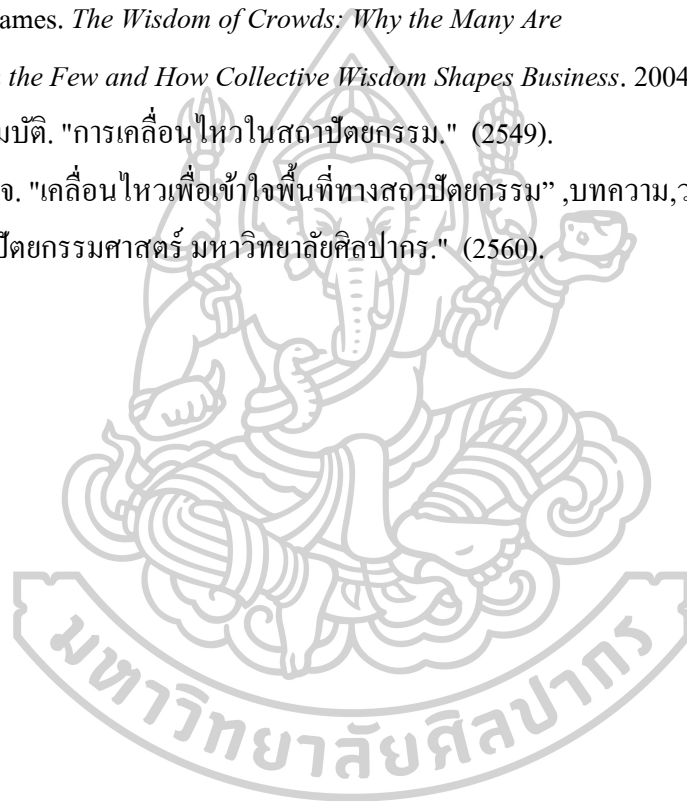 ames. The Wisdom of Crowds: Why the Many Are
the Few and How Collective Wisdom Shapes Business. 2004
มบัติ. "การเคลื่อนไหวในสถาปัตยกรรม." (2549).
จ. "เคลื่อนไหวเพื่อเข้าใจพื้นที่ทางสถาปัตยกรรม” ,บทความ,ว
ปัตยกรรมศาสตร์ มหาวิทยาลัยศิลปากร." (2560).
มหาวิทยาลัยศิลปากร